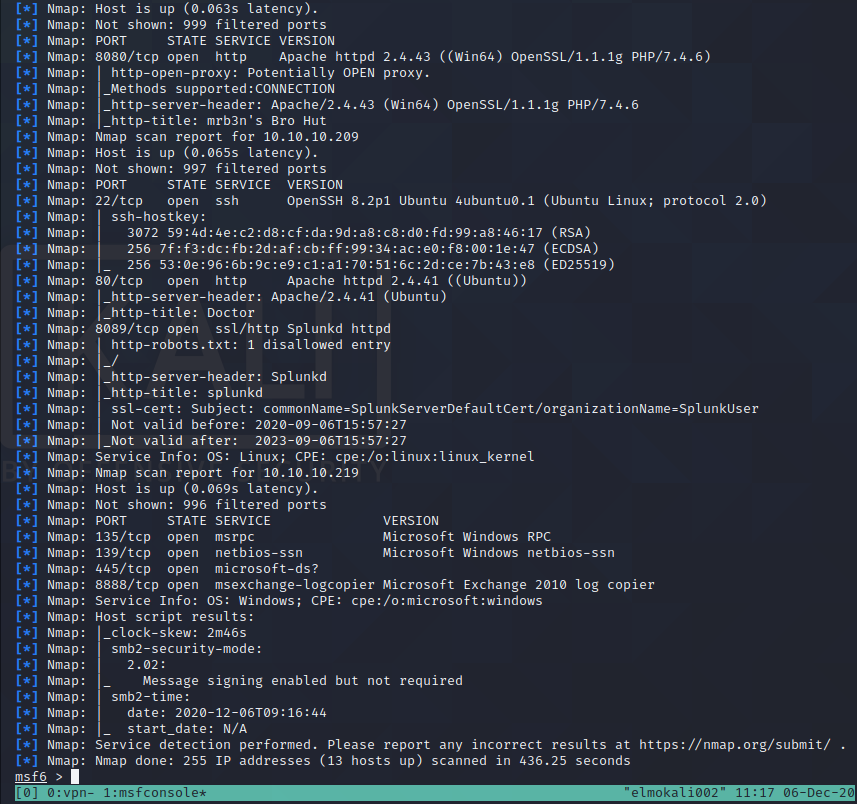 [*] Nmap: Host is up (0.063s latency).
[*] Nmap: Not shown: 999 filtered ports
[*] Nmap: PORT     STATE SERVICE VERSION
[*] Nmap: 8080/tcp open  http    Apache httpd 2.4.43 ((Win64) OpenSSL/1.1.1g PHP/7.4.6)
[*] Nmap: | http-open-proxy: Potentially OPEN proxy.
[*] Nmap: |_Methods supported:CONNECTION
[*] Nmap: |_http-server-header: Apache/2.4.43 (Win64) OpenSSL/1.1.1g PHP/7.4.6
[*] Nmap: |_http-title: mrb3n's Bro Hut
[*] Nmap: Nmap scan report for 10.10.10.209
[*] Nmap: Host is up (0.065s latency).
[*] Nmap: Not shown: 997 filtered ports
[*] Nmap: PORT     STATE SERVICE  VERSION
[*] Nmap: 22/tcp   open  ssh      OpenSSH 8.2p1 Ubuntu 4ubuntu0.1 (Ubuntu Linux; protocol 2.0)
[*] Nmap: | ssh-hostkey:
[*] Nmap: |   3072 59:4d:4e:c2:d8:cf:da:9d:a8:c8:d0:fd:99:a8:46:17 (RSA)
[*] Nmap: |   256 7f:f3:dc:fb:2d:af:cb:ff:99:34:ac:e0:f8:00:1e:47 (ECDSA)
[*] Nmap: |_  256 53:0e:96:6b:9c:e9:c1:a1:70:51:6c:2d:ce:7b:43:e8 (ED25519)
[*] Nmap: 80/tcp   open  http     Apache httpd 2.4.41 ((Ubuntu))
[*] Nmap: |_http-server-header: Apache/2.4.41 (Ubuntu)
[*] Nmap: |_http-title: Doctor
[*] Nmap: 8089/tcp open  ssl/http Splunkd httpd
[*] Nmap: | http-robots.txt: 1 disallowed entry
[*] Nmap: |_/
[*] Nmap: |_http-server-header: Splunkd
[*] Nmap: |_http-title: splunkd
[*] Nmap: | ssl-cert: Subject: commonName=SplunkServerDefaultCert/organizationName=SplunkUser
[*] Nmap: | Not valid before: 2020-09-06T15:57:27
[*] Nmap: |_Not valid after:  2023-09-06T15:57:27
[*] Nmap: Service Info: OS: Linux; CPE: cpe:/o:linux:linux_kernel
[*] Nmap: Nmap scan report for 10.10.10.219
[*] Nmap: Host is up (0.069s latency).
[*] Nmap: Not shown: 996 filtered ports
[*] Nmap: PORT     STATE SERVICE              VERSION
[*] Nmap: 135/tcp  open  msrpc                Microsoft Windows RPC
[*] Nmap: 139/tcp  open  netbios-ssn          Microsoft Windows netbios-ssn
[*] Nmap: 445/tcp  open  microsoft-ds?
[*] Nmap: 8888/tcp open  msexchange-logcopier Microsoft Exchange 2010 log copier
[*] Nmap: Service Info: OS: Windows; CPE: cpe:/o:microsoft:windows
[*] Nmap: Host script results:
[*] Nmap: |_clock-skew: 2m46s
[*] Nmap: | smb2-security-mode:
[*] Nmap: |   2.02:
[*] Nmap: |_    Message signing enabled but not required
[*] Nmap: | smb2-time:
[*] Nmap: |   date: 2020-12-06T09:16:44
[*] Nmap: |_  start_date: N/A
[*] Nmap: Service detection performed. Please report any incorrect results at https://nmap.org/submit/ .
[*] Nmap: Nmap done: 255 IP addresses (13 hosts up) scanned in 436.25 seconds
msf6 >
[0] 0:vpn- 1:msfconsole* "elmokali002" 11:17 06-Dec-20
KALI
BY OFFENSIVE SECURITY